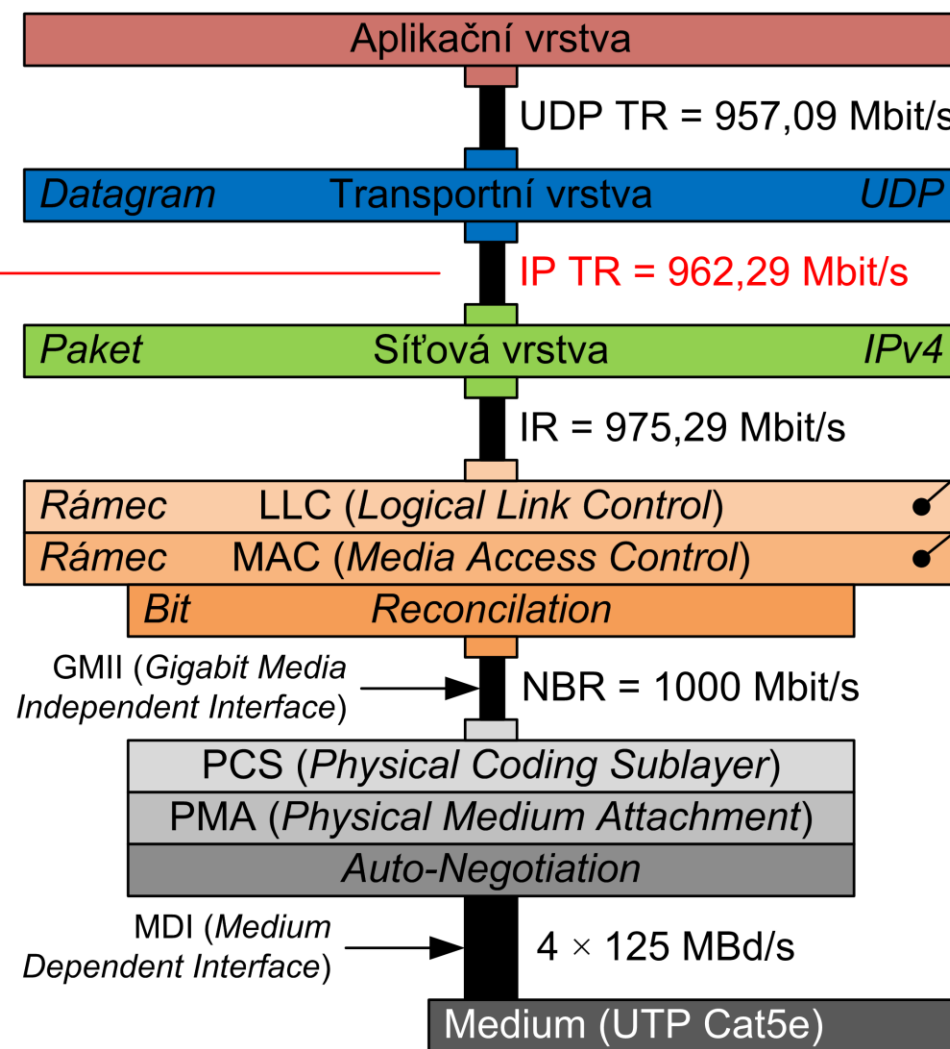 Aplikační vrstva
UDP TR = 957,09 Mbit/s
Datagram Transportní vrstva UDP
IP TR = 962,29 Mbit/s
Paket Síťová vrstva IPv4
IR = 975,29 Mbit/s
Rámec LLC (Logical Link Control)
Rámec MAC (Media Access Control)
Bit Reconcilation
GMII (Gigabit Media
Independent Interface)
NBR = 1000 Mbit/s
PCS (Physical Coding Sublayer)
PMA (Physical Medium Attachment)
Auto-Negotiation
MDI (Medium
Dependent Interface)
4 × 125 MBd/s
Medium (UTP Cat5e)